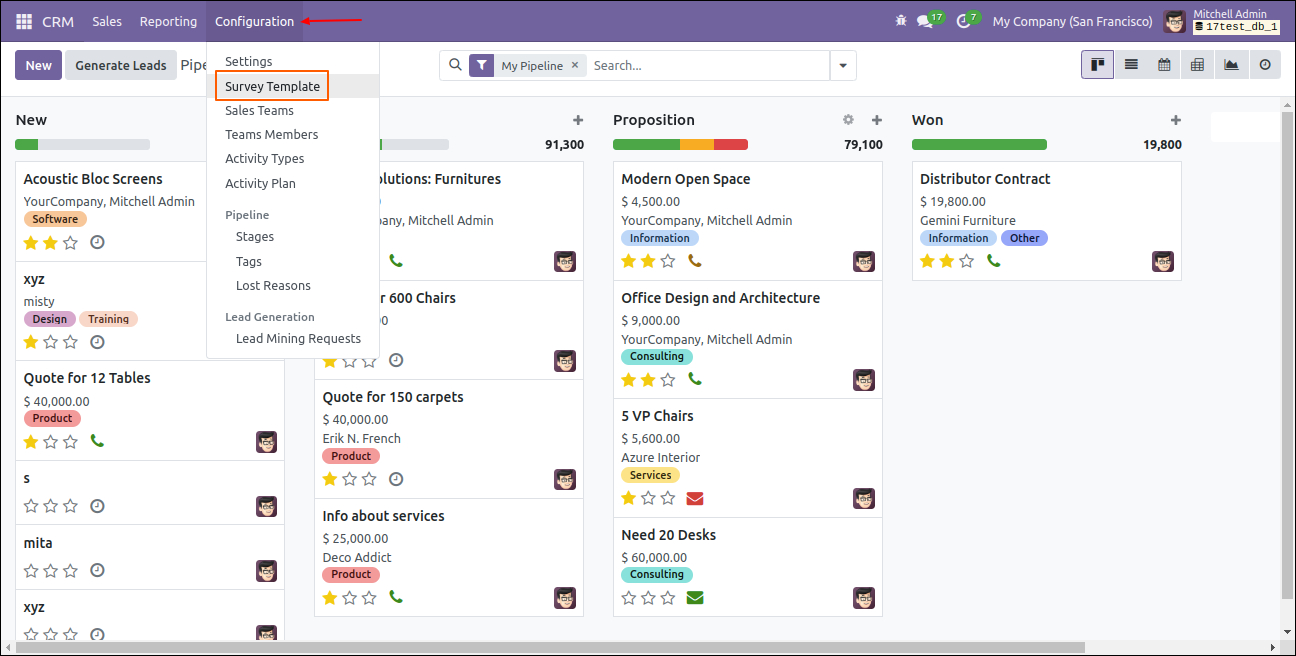 CRM Sales Reporting Configuration 17 7 My Company (San Francisco) Mitchell Admin
17test_db_1
New Generate Leads Pipe
My Pipeline × Search...
Settings
Survey Template
Sales Teams
Teams Members
Activity Types
Activity Plan
Pipeline
Stages
Tags
Lost Reasons
Lead Generation
Lead Mining Requests
New
Acoustic Bloc Screens
YourCompany, Mitchell Admin
Software
xyz
misty
Design Training
Quote for 12 Tables
$ 40,000.00
Product
s
mita
xyz
91,300
olutions: Furnitures
any, Mitchell Admin
r 600 Chairs
Quote for 150 carpets
$ 40,000.00
Erik N. French
Product
Info about services
$ 25,000.00
Deco Addict
Product
Proposition
79,100
Modern Open Space
$ 4,500.00
YourCompany, Mitchell Admin
Information
Office Design and Architecture
$ 9,000.00
YourCompany, Mitchell Admin
Consulting
5 VP Chairs
$ 5,600.00
Azure Interior
Services
Need 20 Desks
$ 60,000.00
Consulting
Won
19,800
Distributor Contract
$ 19,800.00
Gemini Furniture
Information Other